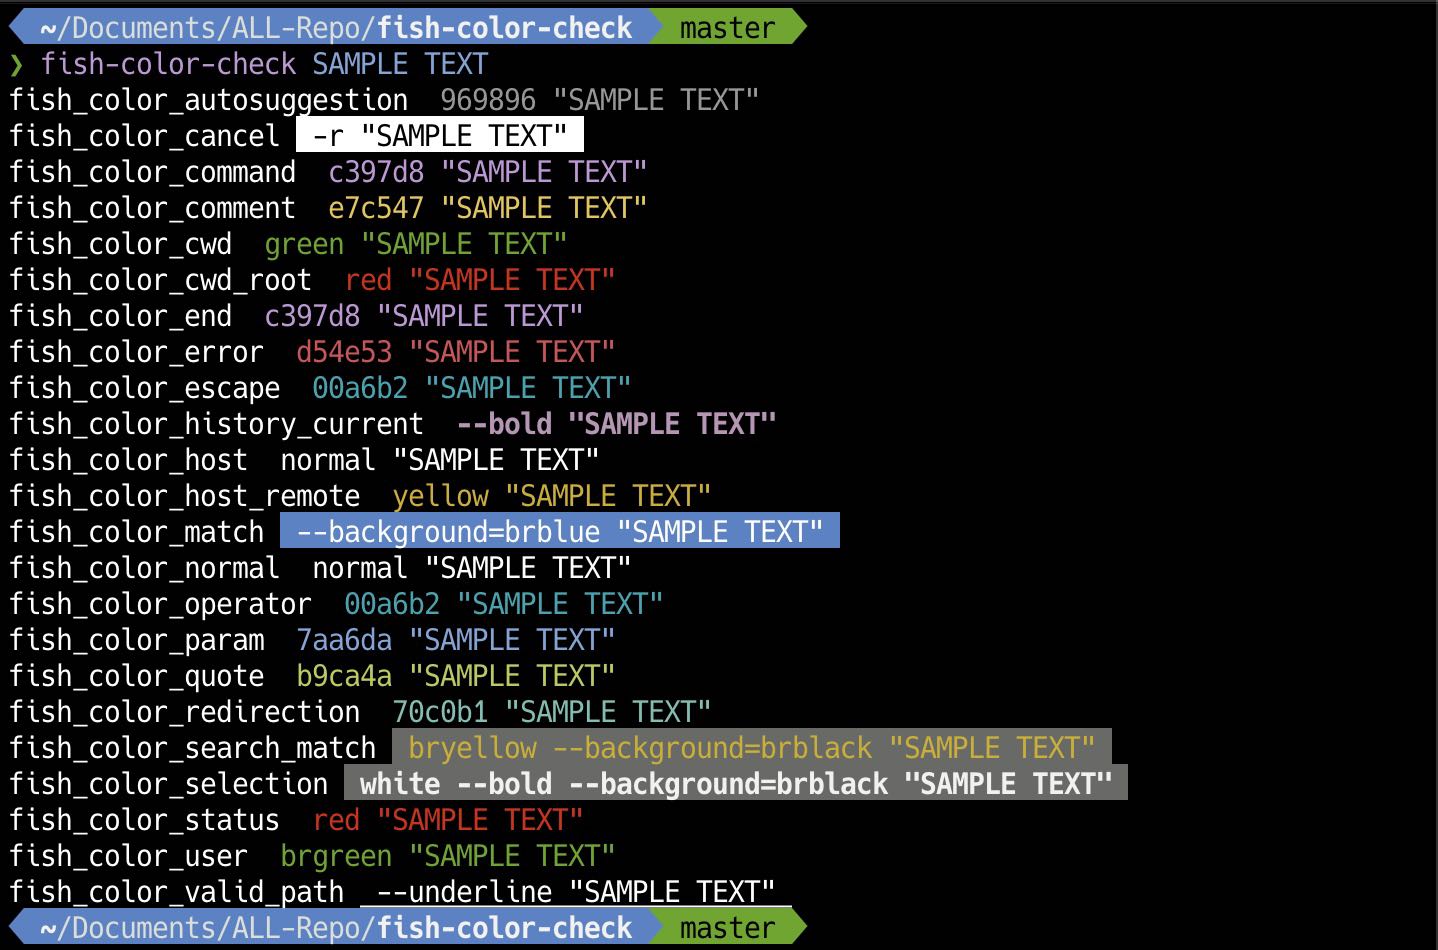 ~/Documents/ALL-Repo/fish-color-check master
❯ fish-color-check SAMPLE TEXT
fish_color_autosuggestion 969896 "SAMPLE TEXT"
fish_color_cancel -r "SAMPLE TEXT"
fish_color_command c397d8 "SAMPLE TEXT"
fish_color_comment e7c547 "SAMPLE TEXT"
fish_color_cwd green "SAMPLE TEXT"
fish_color_cwd_root red "SAMPLE TEXT"
fish_color_end c397d8 "SAMPLE TEXT"
fish_color_error d54e53 "SAMPLE TEXT"
fish_color_escape 00a6b2 "SAMPLE TEXT"
fish_color_history_current --bold "SAMPLE TEXT"
fish_color_host normal "SAMPLE TEXT"
fish_color_host_remote yellow "SAMPLE TEXT"
fish_color_match --background=brblue "SAMPLE TEXT"
fish_color_normal normal "SAMPLE TEXT"
fish_color_operator 00a6b2 "SAMPLE TEXT"
fish_color_param 7aa6da "SAMPLE TEXT"
fish_color_quote b9ca4a "SAMPLE TEXT"
fish_color_redirection 70c0b1 "SAMPLE TEXT"
fish_color_search_match bryellow --background=brblack "SAMPLE TEXT"
fish_color_selection white --bold --background=brblack "SAMPLE TEXT"
fish_color_status red "SAMPLE TEXT"
fish_color_user brgreen "SAMPLE TEXT"
fish_color_valid_path --underline "SAMPLE TEXT"
~/Documents/ALL-Repo/fish-color-check master